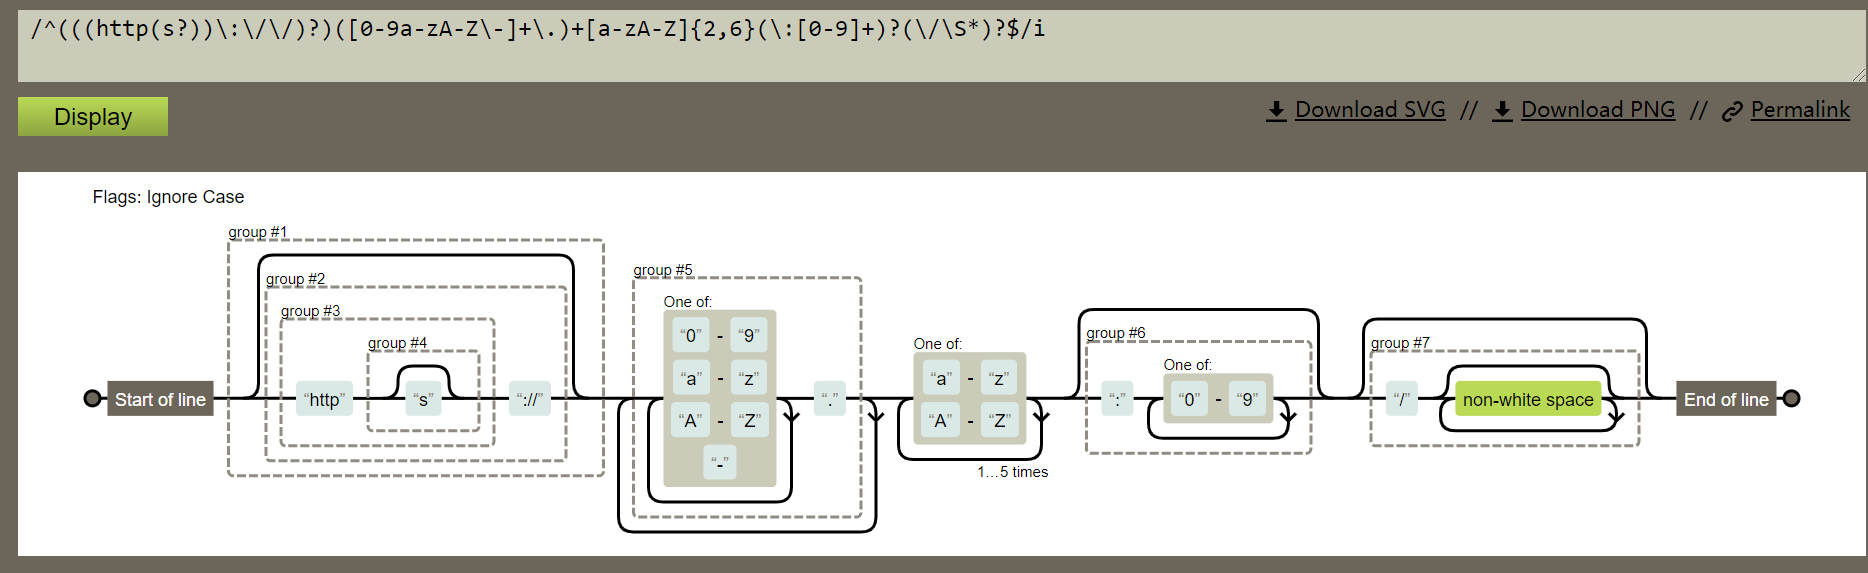 /^(((http(s?))\:\/\/)?)([0-9a-zA-Z\-]+\.)+[a-zA-Z]{2,6}(\:[0-9]+)?(\/\S*)?$/i
Display
Download SVG // Download PNG // Permalink
Flags: Ignore Case
group #1
group #2
group #3
group #4
Start of line
“http”
“s”
“://”
group #5
One of:
“0” - “9”
“a” - “z”
“A” - “Z”
“-”
“.”
One of:
“a” - “z”
“A” - “Z”
1...5 times
group #6
“:”
One of:
“0” - “9”
group #7
“/”
non-white space
End of line